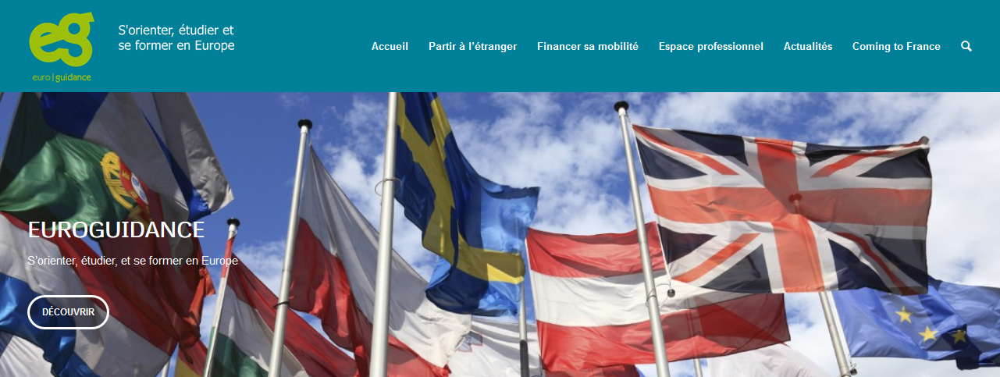 S'orienter, étudier et
se former en Europe
euro|guidance
Accueil Partir à l’étranger Financer sa mobilité Espace professionnel Actualités Coming to France
EUROGUIDANCE
S’orienter, étudier, et se former en Europe
DÉCOUVRIR